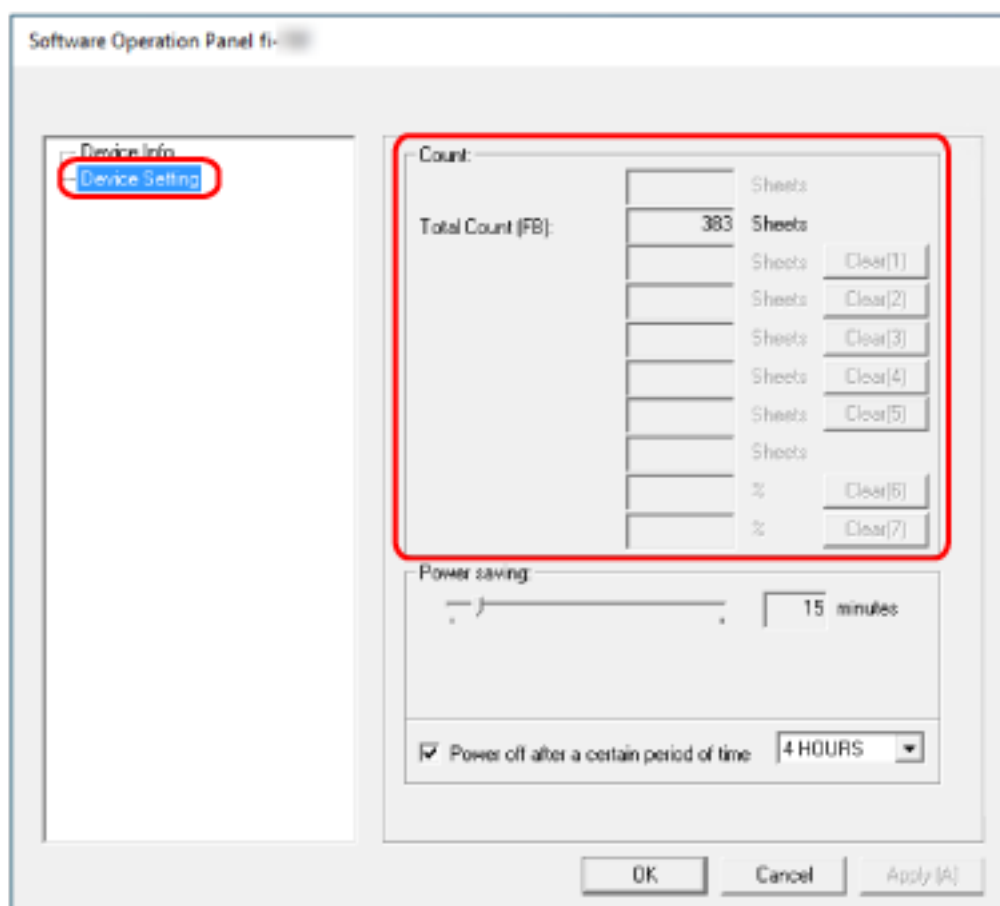 Software Operation Panel fi-
Device Info
Device Setting
Count:
Sheets
Total Count (FB): 383 Sheets
Sheets Clear[1]
Sheets Clear[2]
Sheets Clear[3]
Sheets Clear[4]
Sheets Clear[5]
Sheets
% Clear[6]
% Clear[7]
Power saving:
15 minutes
Power off after a certain period of time 4 HOURS
OK Cancel Apply (A)